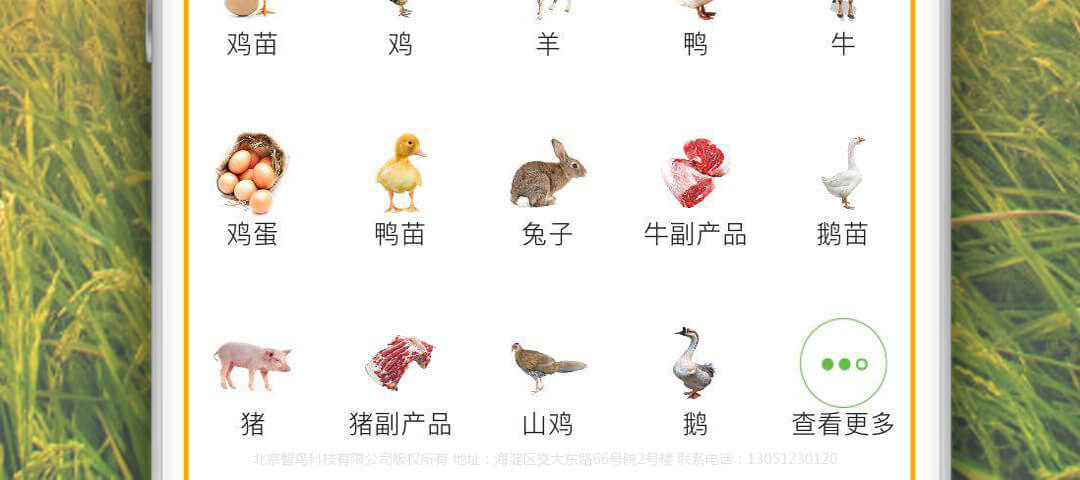 鸡苗 鸡 羊 鸭 牛
鸡蛋 鸭苗 兔子 牛副产品 鹅苗
猪 猪副产品 山鸡 鹅 查看更多
北京智鸟科技有限公司版权所有 地址：海淀区交大东路66号院2号楼 联系电话：13051230120